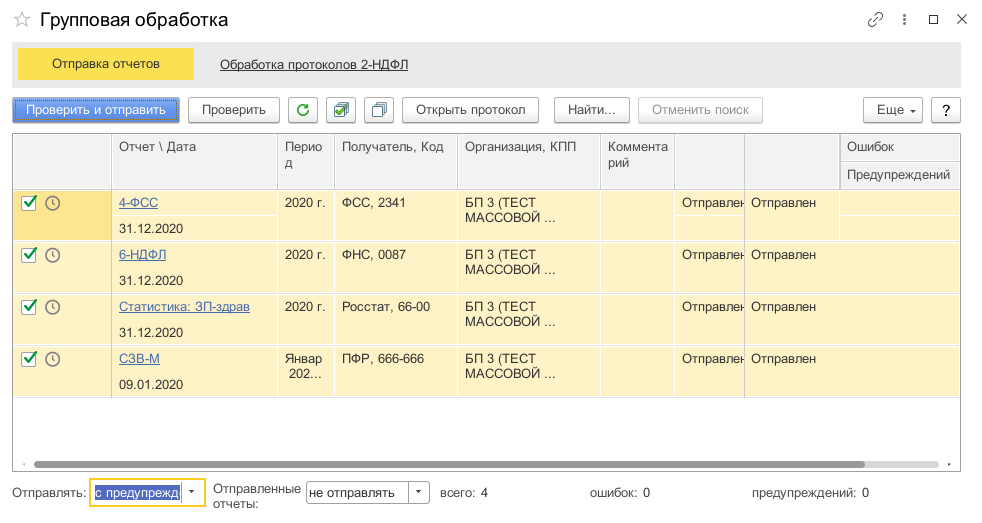 Групповая обработка
Отправка отчетов
Обработка протоколов 2-НДФЛ
Проверить и отправить
Проверить
Открыть протокол
Найти...
Отменить поиск
Еще
?
Отчет \ Дата
Перио
д
Получатель, Код
Организация, КПП
Коммента
рий
Ошибок
Предупреждений
4-ФСС
2020 г.
ФСС, 2341
БП 3 (ТЕСТ
МАССОВОЙ ...
Отправлен
Отправлен
31.12.2020
6-НДФЛ
2020 г.
ФНС, 0087
БП 3 (ТЕСТ
МАССОВОЙ ...
Отправлен
Отправлен
31.12.2020
Статистика: ЗП-здрав
2020 г.
Росстат, 66-00
БП 3 (ТЕСТ
МАССОВОЙ ...
Отправлен
Отправлен
31.12.2020
СЗВ-М
Январ
202...
ПФР, 666-666
БП 3 (ТЕСТ
МАССОВОЙ ...
Отправлен
Отправлен
09.01.2020
Отправлять:
с предупрежд
Отправленные
отчеты:
не отправлять
всего: 4
ошибок: 0
предупреждений: 0